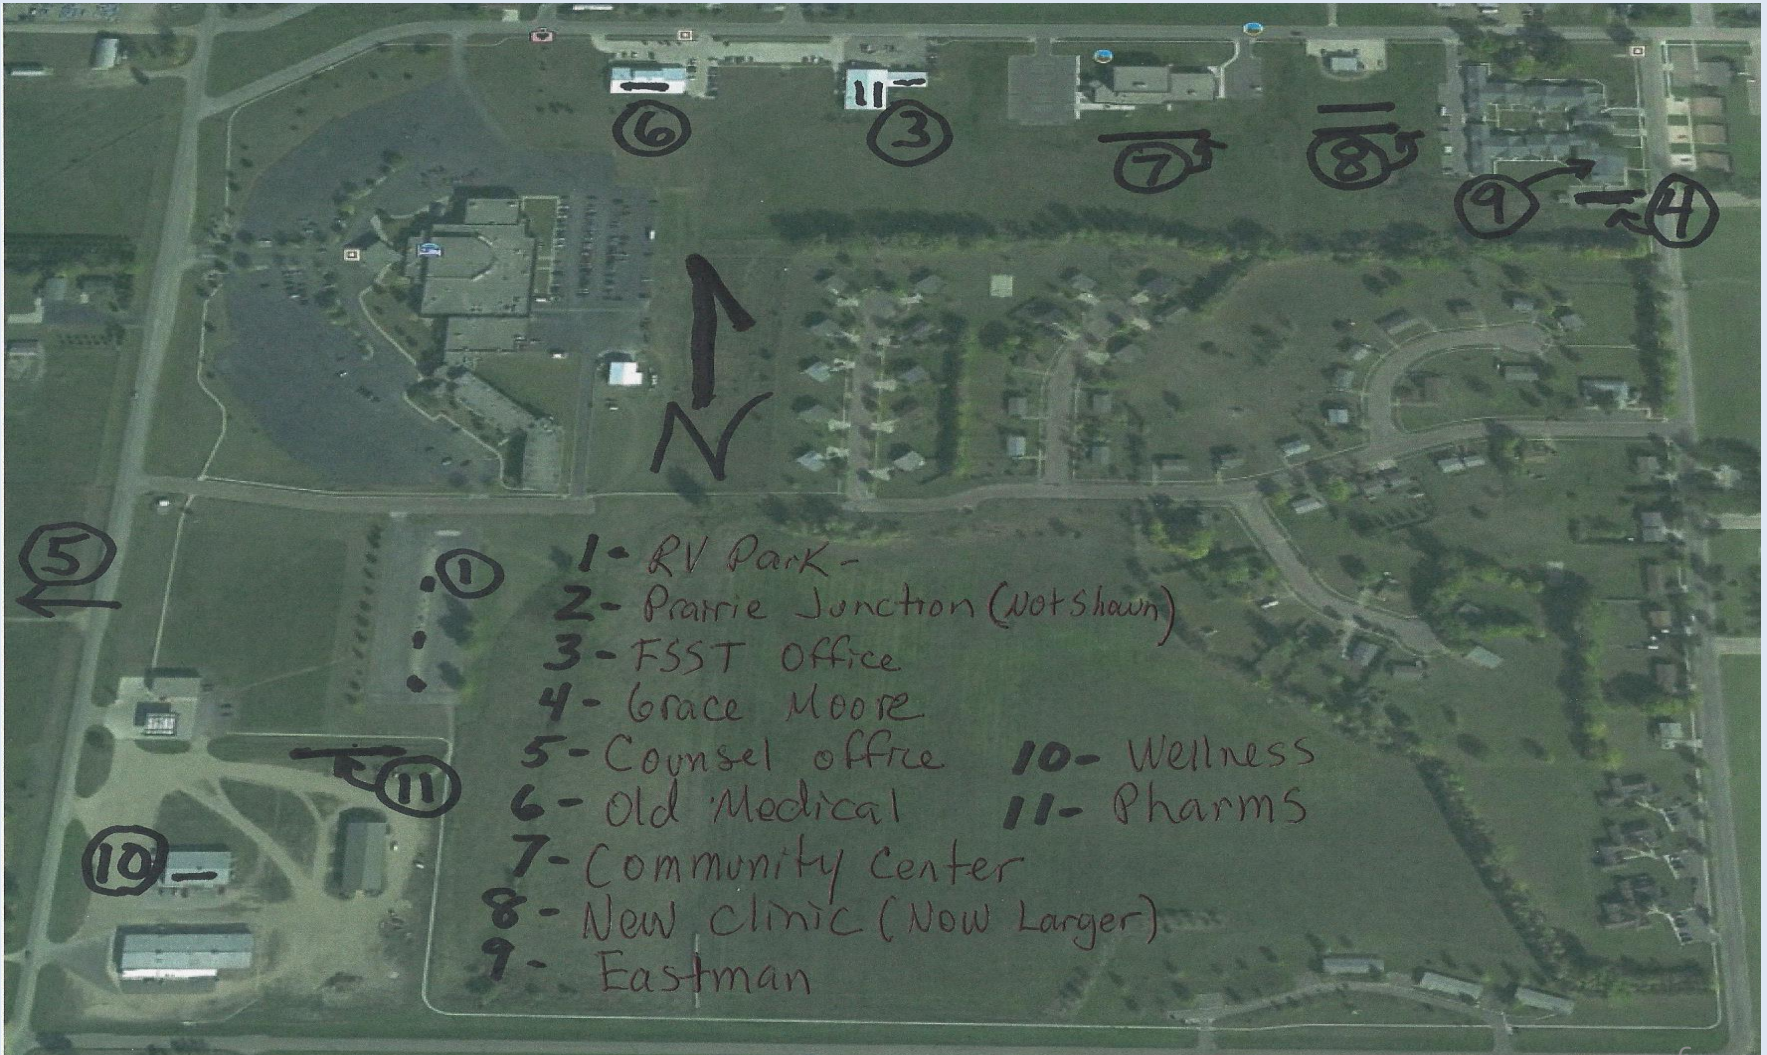 6
3
7
8
9
4
N
5
1
1- RV Park-
2- Prairie Junction (Not Shown)
3- FSST Office
4- Grace Moore
5- Counsel office
10- Wellness
6- Old Medical
11- Pharms
7- Community Center
8- New Clinic (Now Larger)
9- Eastman
11
10